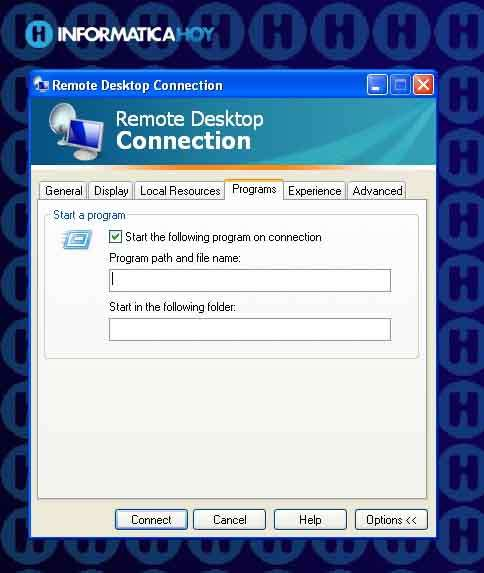 H INFORMATICAHOY
Remote Desktop Connection
Remote Desktop
Connection
General Display Local Resources Programs Experience Advanced
Start a program
Start the following program on connection
Program path and file name:
Start in the following folder:
Connect Cancel Help Options <<